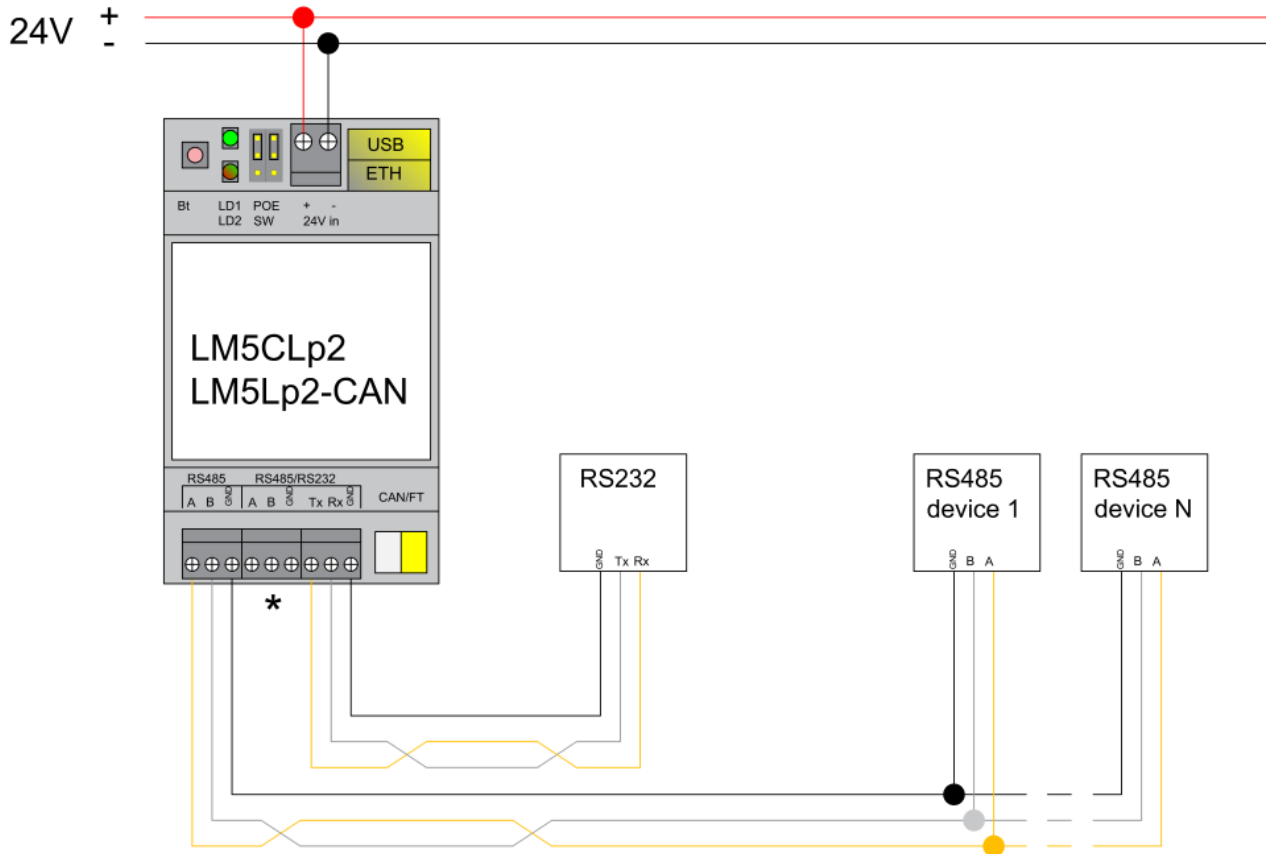 24V + -
USB
ETH
Bt LD1 POE + -
LD2 SW 24V in
LM5CLp2
LM5Lp2-CAN
RS485 RS485/RS232
A B GND A B GND Tx Rx GND CAN/FT
*
RS232
GND Tx Rx
RS485
device 1
GND B A
RS485
device N
GND B A